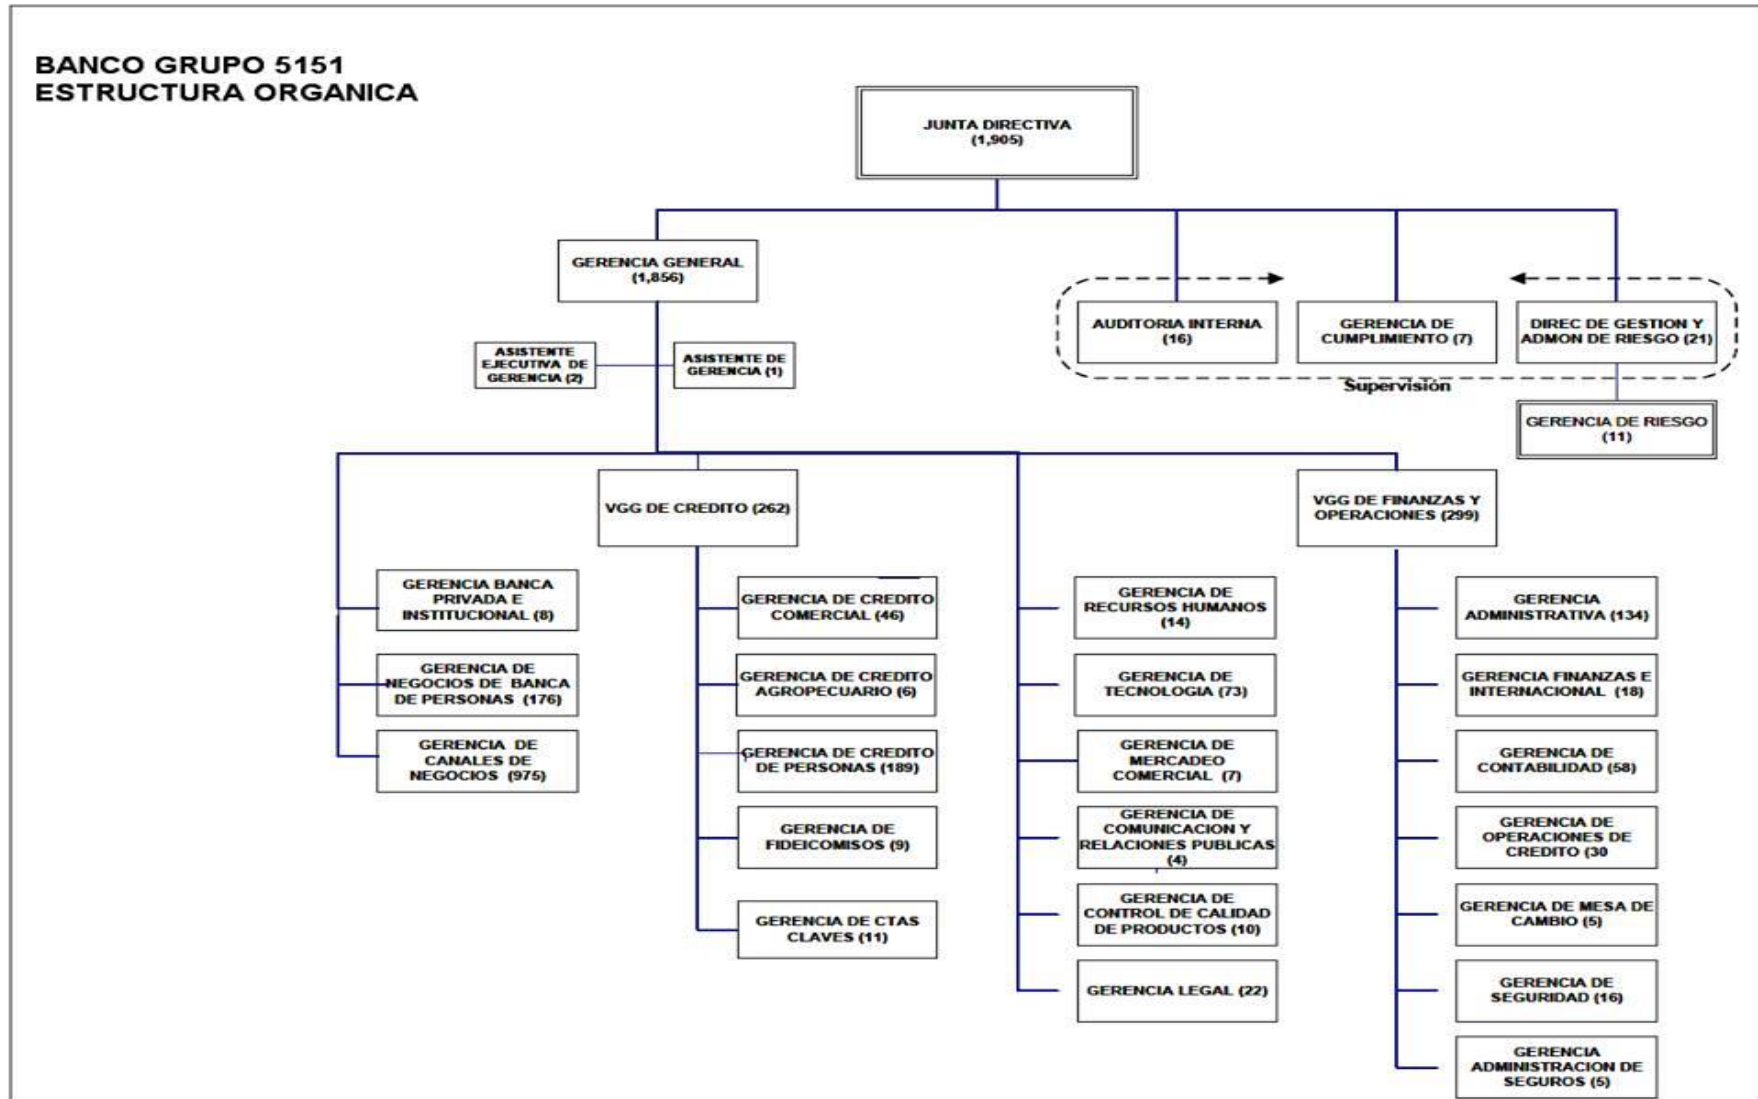 BANCO GRUPO 5151
ESTRUCTURA ORGANICA
JUNTA DIRECTIVA
(1,905)
GERENCIA GENERAL
(1,856)
AUDITORIA INTERNA
(16)
GERENCIA DE
CUMPLIMIENTO (7)
DIREC DE GESTION Y
ADMON DE RIESGO (21)
ASISTENTE
EJECUTIVA DE
GERENCIA (2)
ASISTENTE DE
GERENCIA (1)
Supervisión
GERENCIA DE RIESGO
(11)
VGG DE CREDITO (262)
VGG DE FINANZAS Y
OPERACIONES (299)
GERENCIA BANCA
PRIVADA E
INSTITUCIONAL (8)
GERENCIA DE
NEGOCIOS DE BANCA
DE PERSONAS (176)
GERENCIA DE
CANALES DE
NEGOCIOS (975)
GERENCIA DE CREDITO
COMERCIAL (46)
GERENCIA DE CREDITO
AGROPECUARIO (6)
GERENCIA DE CREDITO
DE PERSONAS (189)
GERENCIA DE
FIDEICOMISOS (9)
GERENCIA DE CTAS
CLAVES (11)
GERENCIA DE
RECURSOS HUMANOS
(14)
GERENCIA DE
TECNOLOGIA (73)
GERENCIA DE
MERCADEO
COMERCIAL (7)
GERENCIA DE
COMUNICACION Y
RELACIONES PUBLICAS
(4)
GERENCIA DE
CONTROL DE CALIDAD
DE PRODUCTOS (10)
GERENCIA LEGAL (22)
GERENCIA
ADMINISTRATIVA (134)
GERENCIA FINANZAS E
INTERNACIONAL (18)
GERENCIA DE
CONTABILIDAD (58)
GERENCIA DE
OPERACIONES DE
CREDITO (30
GERENCIA DE MESA DE
CAMBIO (5)
GERENCIA DE
SEGURIDAD (16)
GERENCIA
ADMINISTRACION DE
SEGUROS (5)